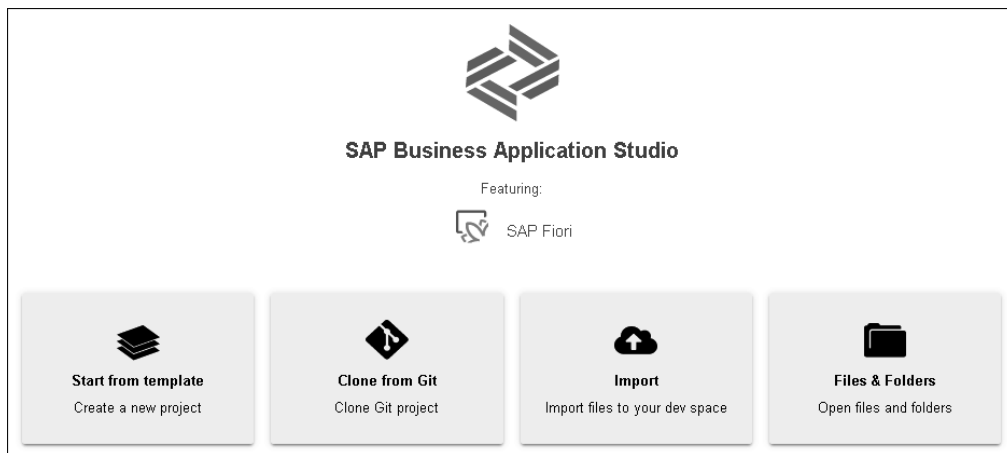 SAP Business Application Studio
Featuring:
SAP Fiori
Start from template
Create a new project
Clone from Git
Clone Git project
Import
Import files to your dev space
Files & Folders
Open files and folders